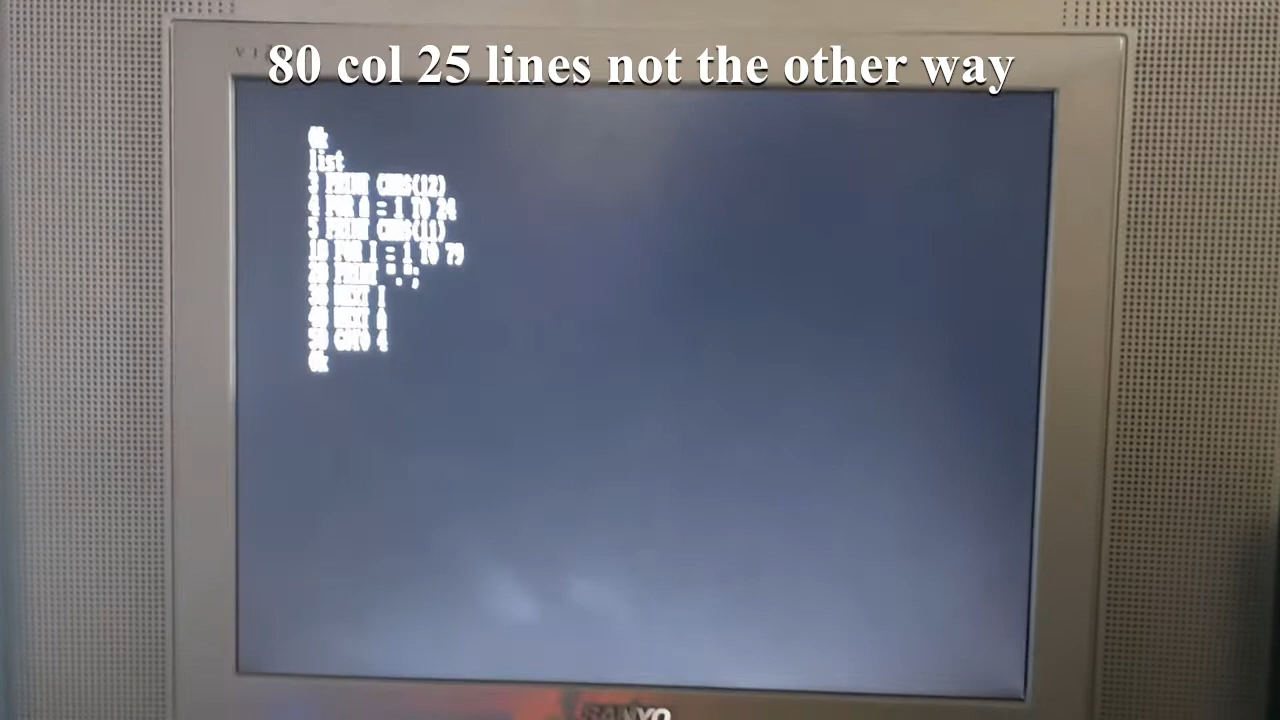 80 col 25 lines not the other way
Ok
list
3 PRINT CHR$(12)
4 FOR A = 1 TO 24
5 PRINT CHR$(11)
10 FOR I = 1 TO 79
20 PRINT ".";
30 NEXT I
40 NEXT A
50 GOTO 4
Ok
SANYO